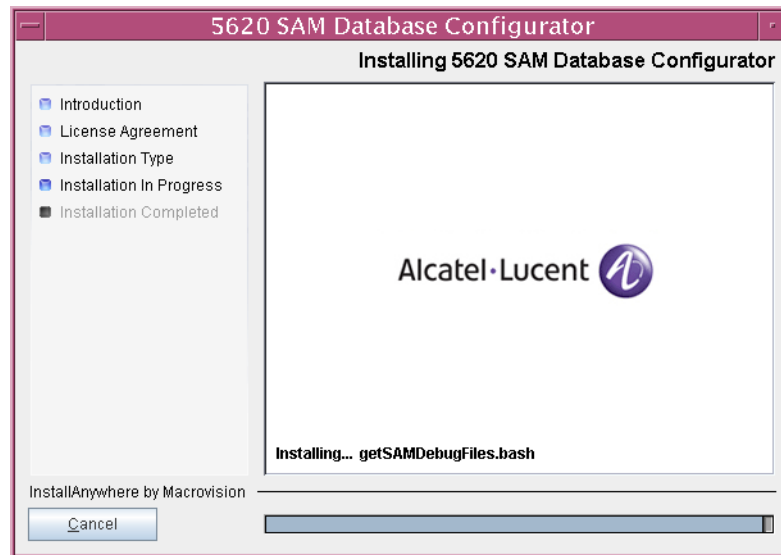 5620 SAM Database Configurator
Installing 5620 SAM Database Configurator
Introduction
License Agreement
Installation Type
Installation In Progress
Installation Completed
Alcatel·Lucent
Installing... getSAMDebugFiles.bash
InstallAnywhere by Macrovision
Cancel